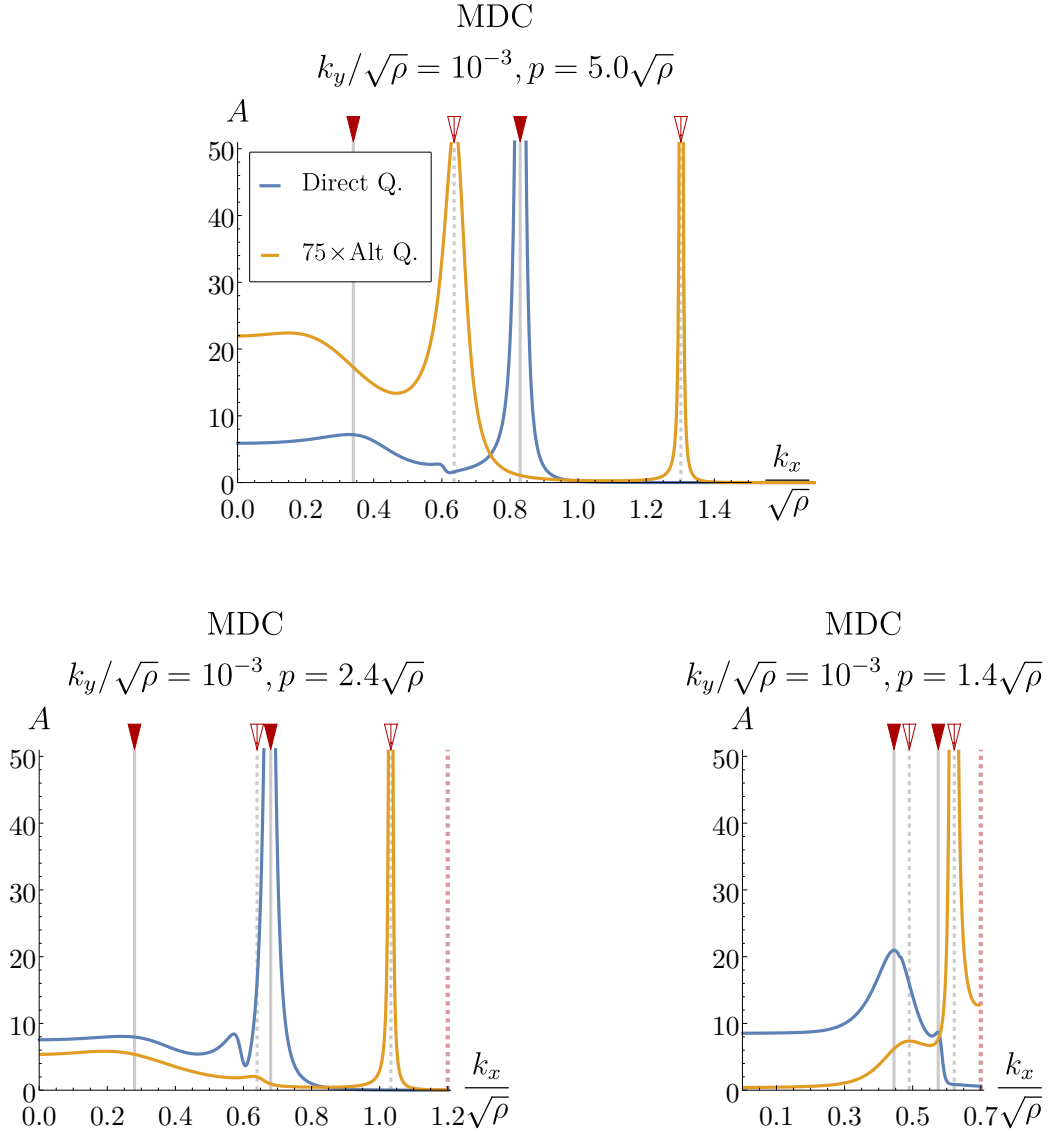 MDC
k_y/√ρ = 10⁻³, p = 5.0√ρ
A
50
40
30
20
10
0
Direct Q.
75×Alt Q.
0.0 0.2 0.4 0.6 0.8 1.0 1.2 1.4
k_x/√ρ
MDC
k_y/√ρ = 10⁻³, p = 2.4√ρ
A
50
40
30
20
10
0
0.0 0.2 0.4 0.6 0.8 1.0 1.2
k_x/√ρ
MDC
k_y/√ρ = 10⁻³, p = 1.4√ρ
A
50
40
30
20
10
0
0.1 0.3 0.5 0.7
k_x/√ρ